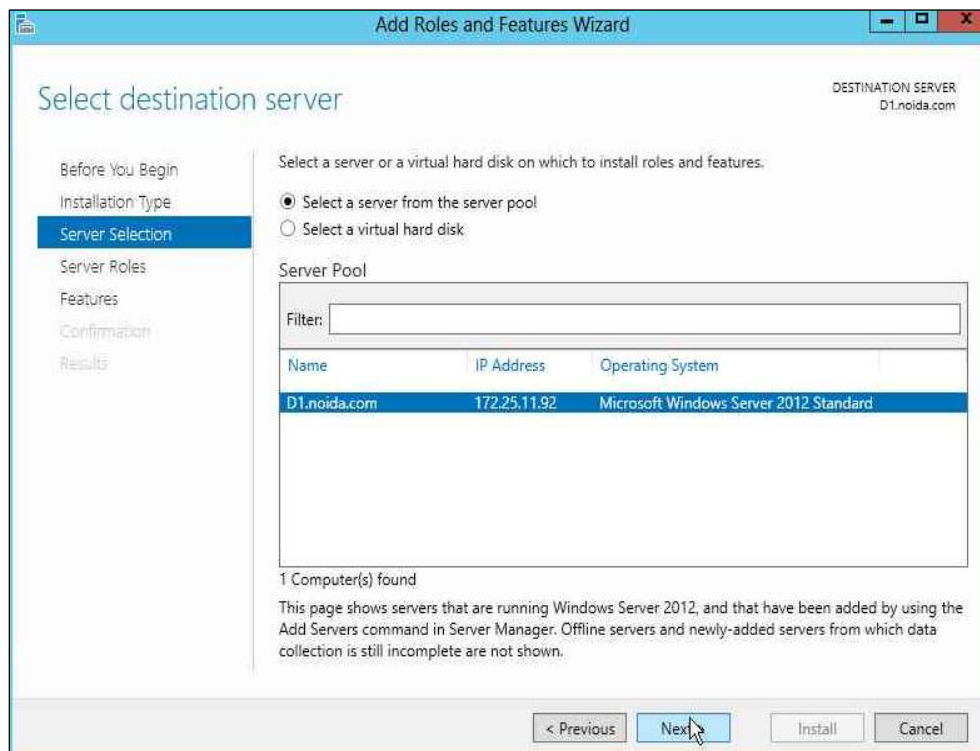 Add Roles and Features Wizard
Select destination server
DESTINATION SERVER
D1.noida.com
Before You Begin
Installation Type
Server Selection
Server Roles
Features
Confirmation
Results
Select a server or a virtual hard disk on which to install roles and features.
Select a server from the server pool
Select a virtual hard disk
Server Pool
Filter:
Name IP Address Operating System
D1.noida.com 172.25.11.92 Microsoft Windows Server 2012 Standard
1 Computer(s) found
This page shows servers that are running Windows Server 2012, and that have been added by using the
Add Servers command in Server Manager. Offline servers and newly-added servers from which data
collection is still incomplete are not shown.
< Previous Next > Install Cancel